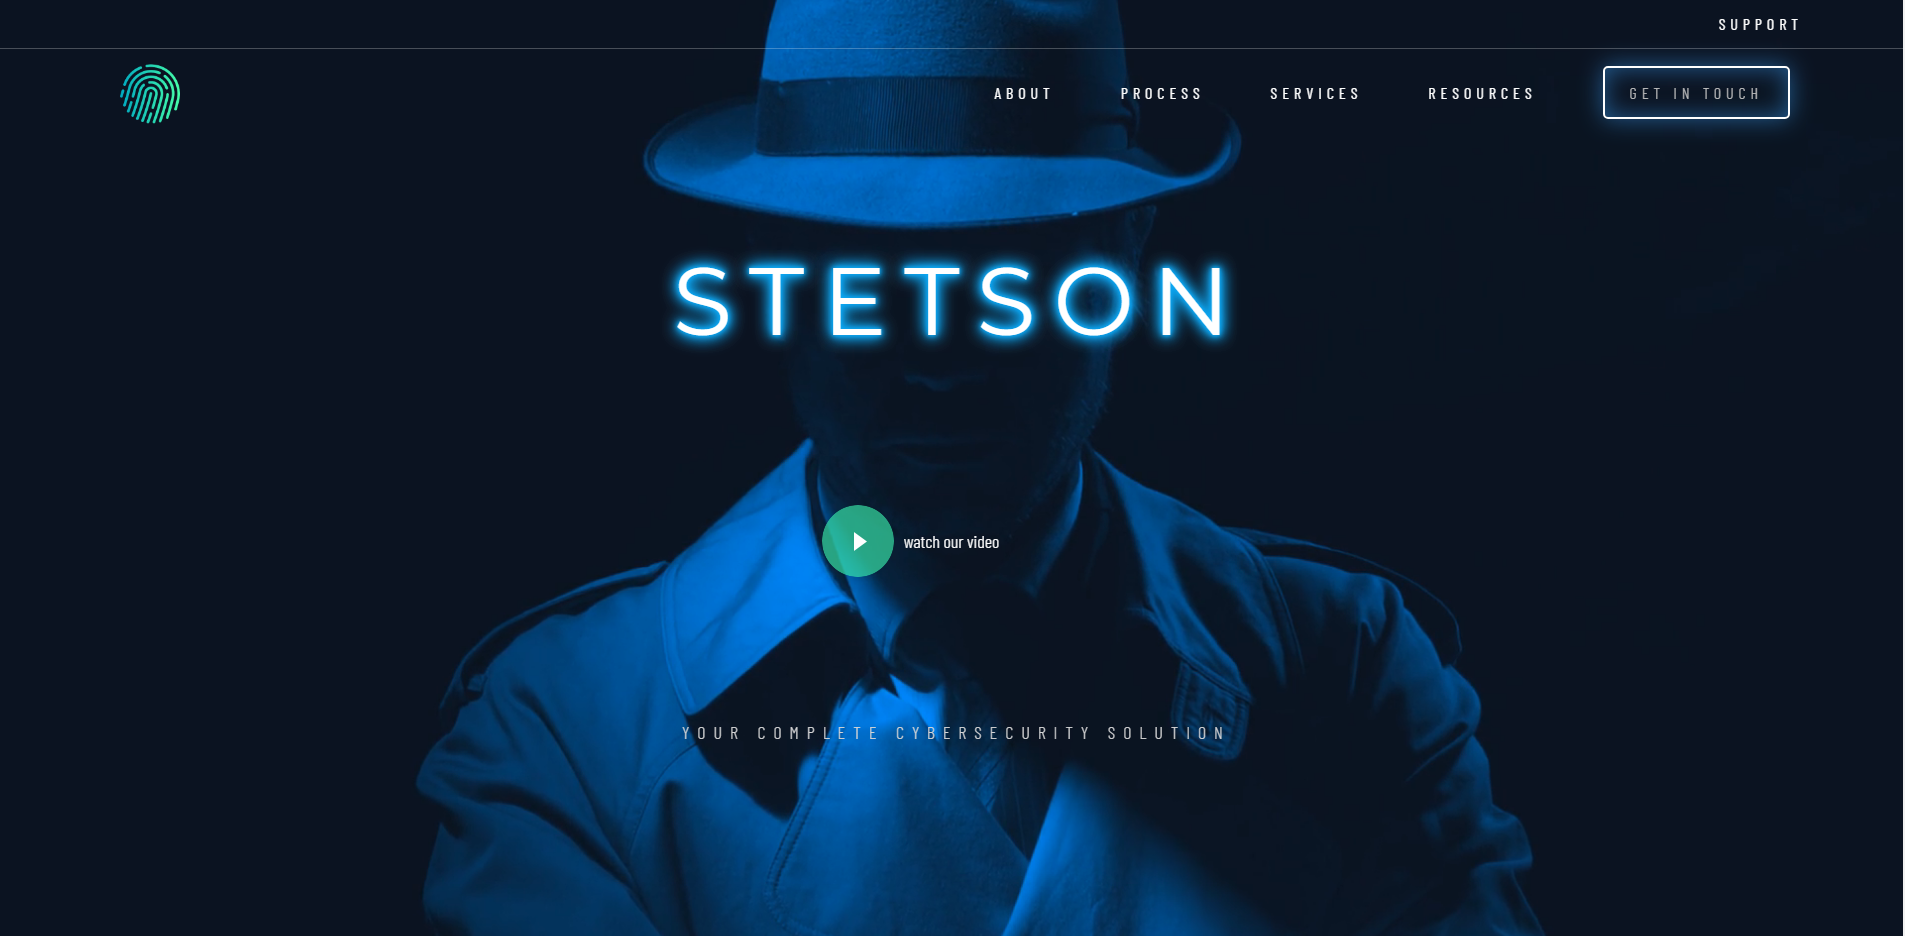 SUPPORT
ABOUT PROCESS SERVICES RESOURCES GET IN TOUCH
STETSON
watch our video
YOUR COMPLETE CYBERSECURITY SOLUTION